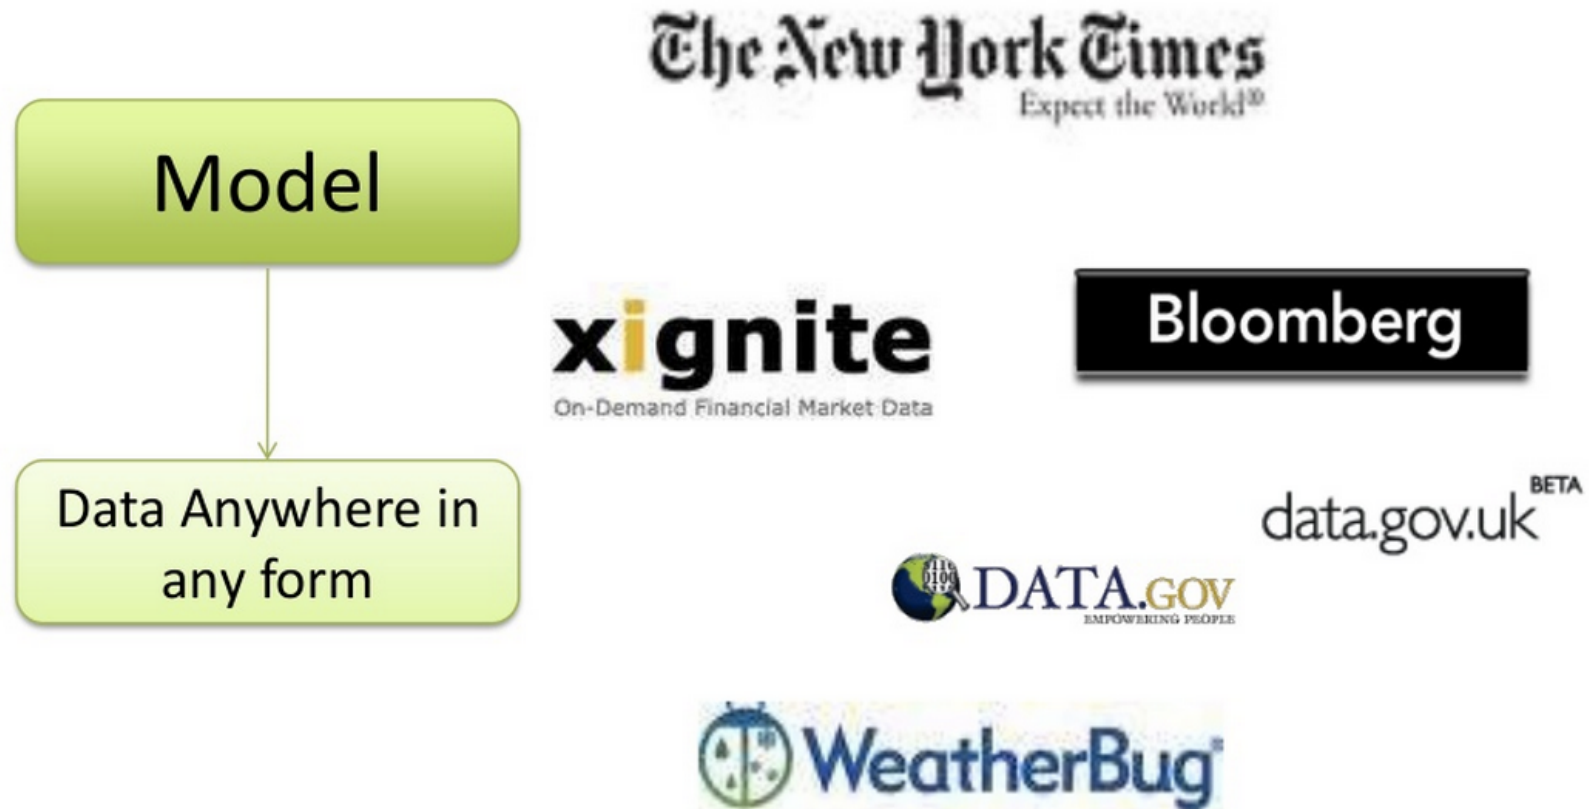 The New York Times
Expect the World®
Model
xignite
On-Demand Financial Market Data
Bloomberg
Data Anywhere in
any form
data.gov.uk BETA
DATA.GOV
EMPOWERING PEOPLE
WeatherBug®